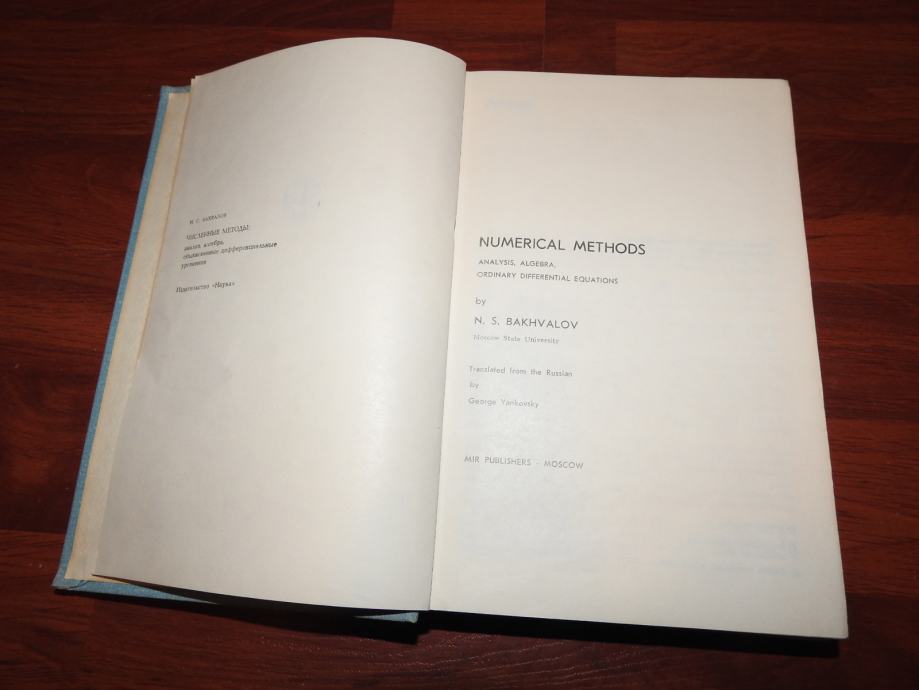 Н. С. БАХВАЛОВ
ЧИСЛЕННЫЕ МЕТОДЫ:
анализ, алгебра,
обыкновенные дифференциальные
уравнения
Издательство «Наука»
NUMERICAL METHODS
ANALYSIS, ALGEBRA,
ORDINARY DIFFERENTIAL EQUATIONS
by
N. S. BAKHVALOV
Moscow State University
Translated from the Russian
by
George Yankovsky
MIR PUBLISHERS · MOSCOW